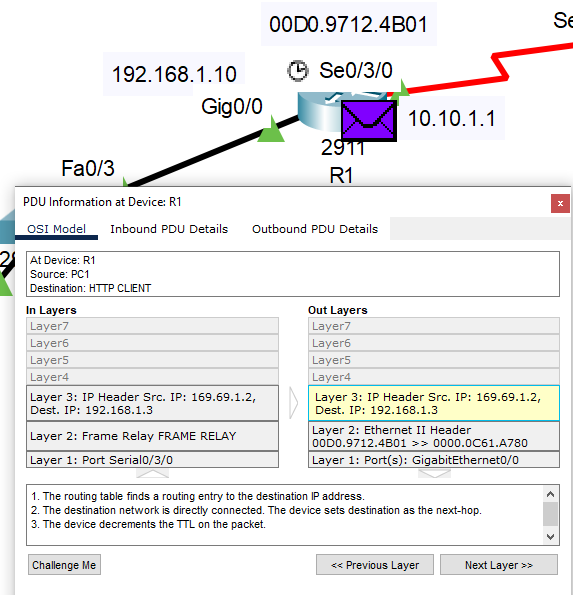 00D0.9712.4B01
Se
192.168.1.10
Se0/3/0
Gig0/0
10.10.1.1
2911
R1
Fa0/3
29
PDU Information at Device: R1
x
OSI Model
Inbound PDU Details
Outbound PDU Details
At Device: R1
Source: PC1
Destination: HTTP CLIENT
In Layers
Layer7
Layer6
Layer5
Layer4
Layer 3: IP Header Src. IP: 169.69.1.2,
Dest. IP: 192.168.1.3
Layer 2: Frame Relay FRAME RELAY
Layer 1: Port Serial0/3/0
Out Layers
Layer7
Layer6
Layer5
Layer4
Layer 3: IP Header Src. IP: 169.69.1.2,
Dest. IP: 192.168.1.3
Layer 2: Ethernet II Header
00D0.9712.4B01 >> 0000.0C61.A780
Layer 1: Port(s): GigabitEthernet0/0
1. The routing table finds a routing entry to the destination IP address.
2. The destination network is directly connected. The device sets destination as the next-hop.
3. The device decrements the TTL on the packet.
Challenge Me
<< Previous Layer
Next Layer >>